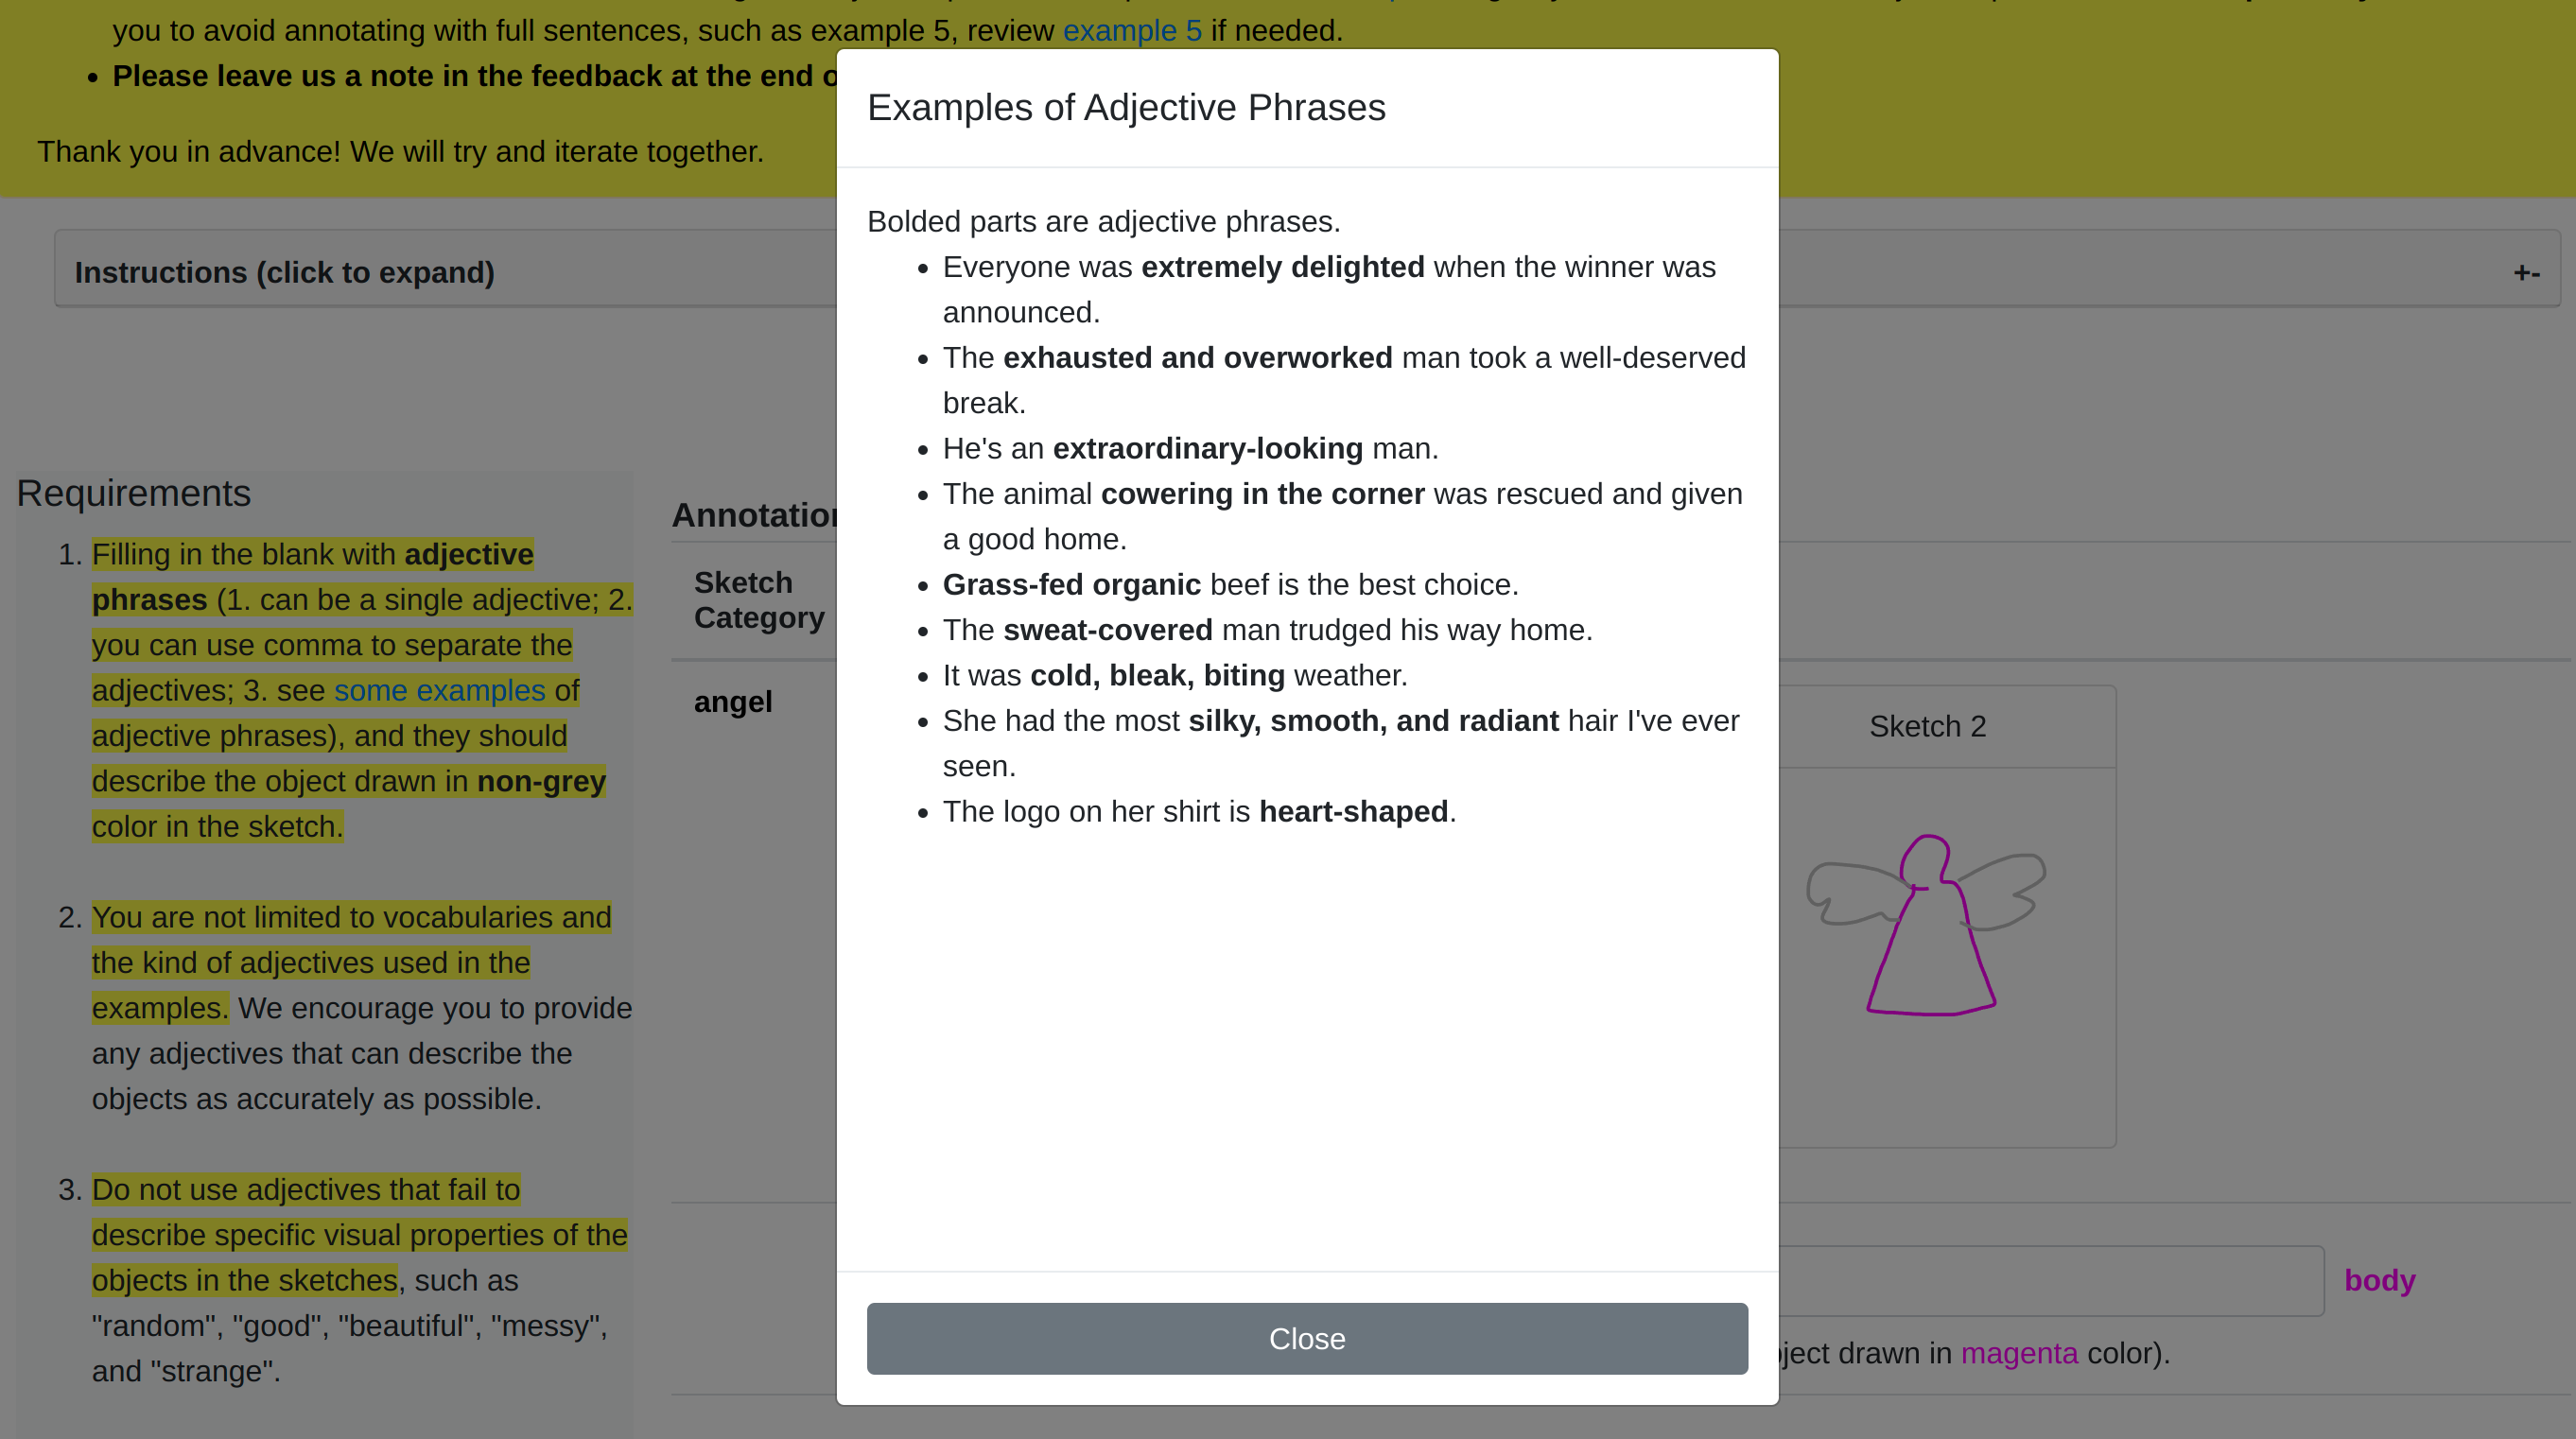 you to avoid annotating with full sentences, such as example 5, review example 5 if needed.
• Please leave us a note in the feedback at the end
Thank you in advance! We will try and iterate together.
Instructions (click to expand)
+-
Requirements
1. Filling in the blank with adjective
phrases (1. can be a single adjective; 2.
you can use comma to separate the
adjectives; 3. see some examples of
adjective phrases), and they should
describe the object drawn in non-grey
color in the sketch.
2. You are not limited to vocabularies and
the kind of adjectives used in the
examples. We encourage you to provide
any adjectives that can describe the
objects as accurately as possible.
3. Do not use adjectives that fail to
describe specific visual properties of the
objects in the sketches, such as
"random", "good", "beautiful", "messy",
and "strange".
Sketch
Category
angel
Examples of Adjective Phrases
Bolded parts are adjective phrases.
• Everyone was extremely delighted when the winner was
announced.
• The exhausted and overworked man took a well-deserved
break.
• He's an extraordinary-looking man.
• The animal cowering in the corner was rescued and given
a good home.
• Grass-fed organic beef is the best choice.
• The sweat-covered man trudged his way home.
• It was cold, bleak, biting weather.
• She had the most silky, smooth, and radiant hair I've ever
seen.
• The logo on her shirt is heart-shaped.
Close
Sketch 2
body
drawn in magenta color).